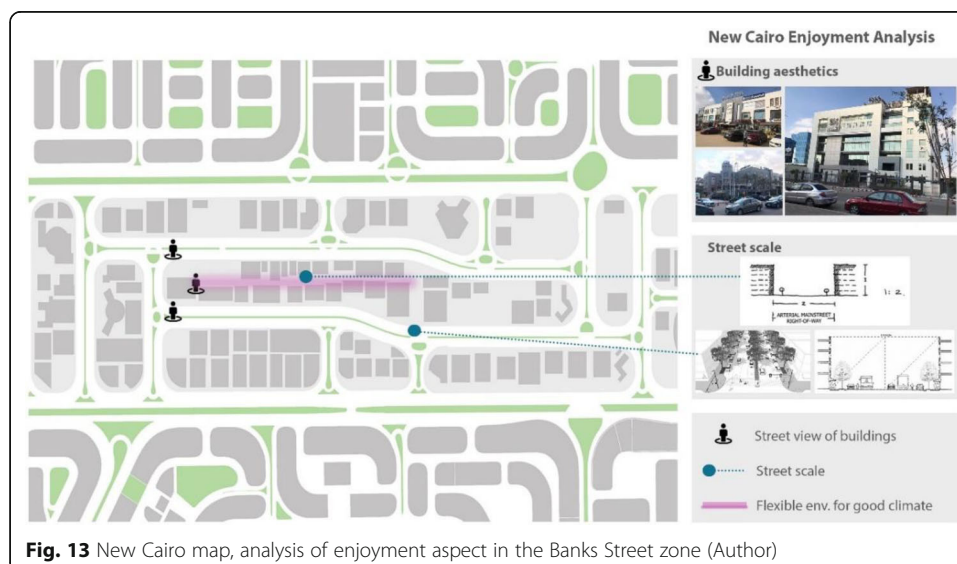 New Cairo Enjoyment Analysis
Building aesthetics
Street scale
1:2.
2
ARTERIAL MAINSTREET
RIGHT-OF-WAY
Street view of buildings
Street scale
Flexible env. for good climate
Fig. 13 New Cairo map, analysis of enjoyment aspect in the Banks Street zone (Author)